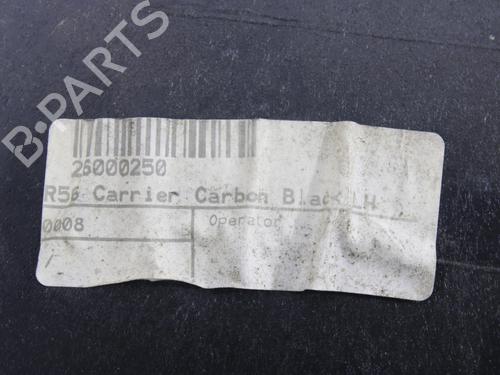 B-PARTS
26000250
R56 Carrier Carbon Black LH
0008
Operator